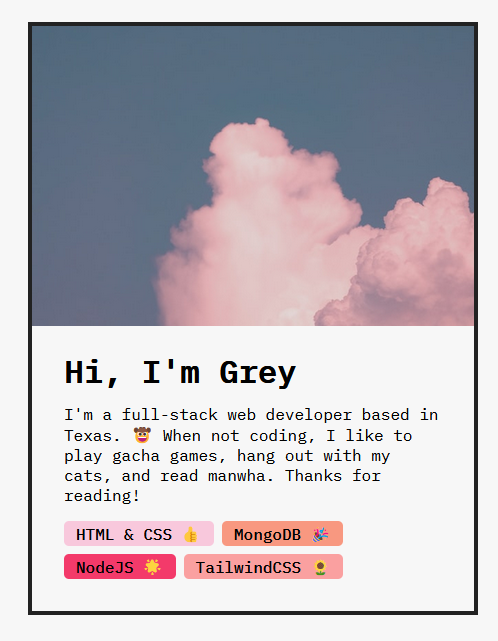 Hi, I'm Grey
I'm a full-stack web developer based in
Texas. 🤠 When not coding, I like to
play gacha games, hang out with my
cats, and read manwha. Thanks for
reading!
HTML & CSS 👍 MongoDB 🎉
NodeJS 🌟 TailwindCSS 🌻